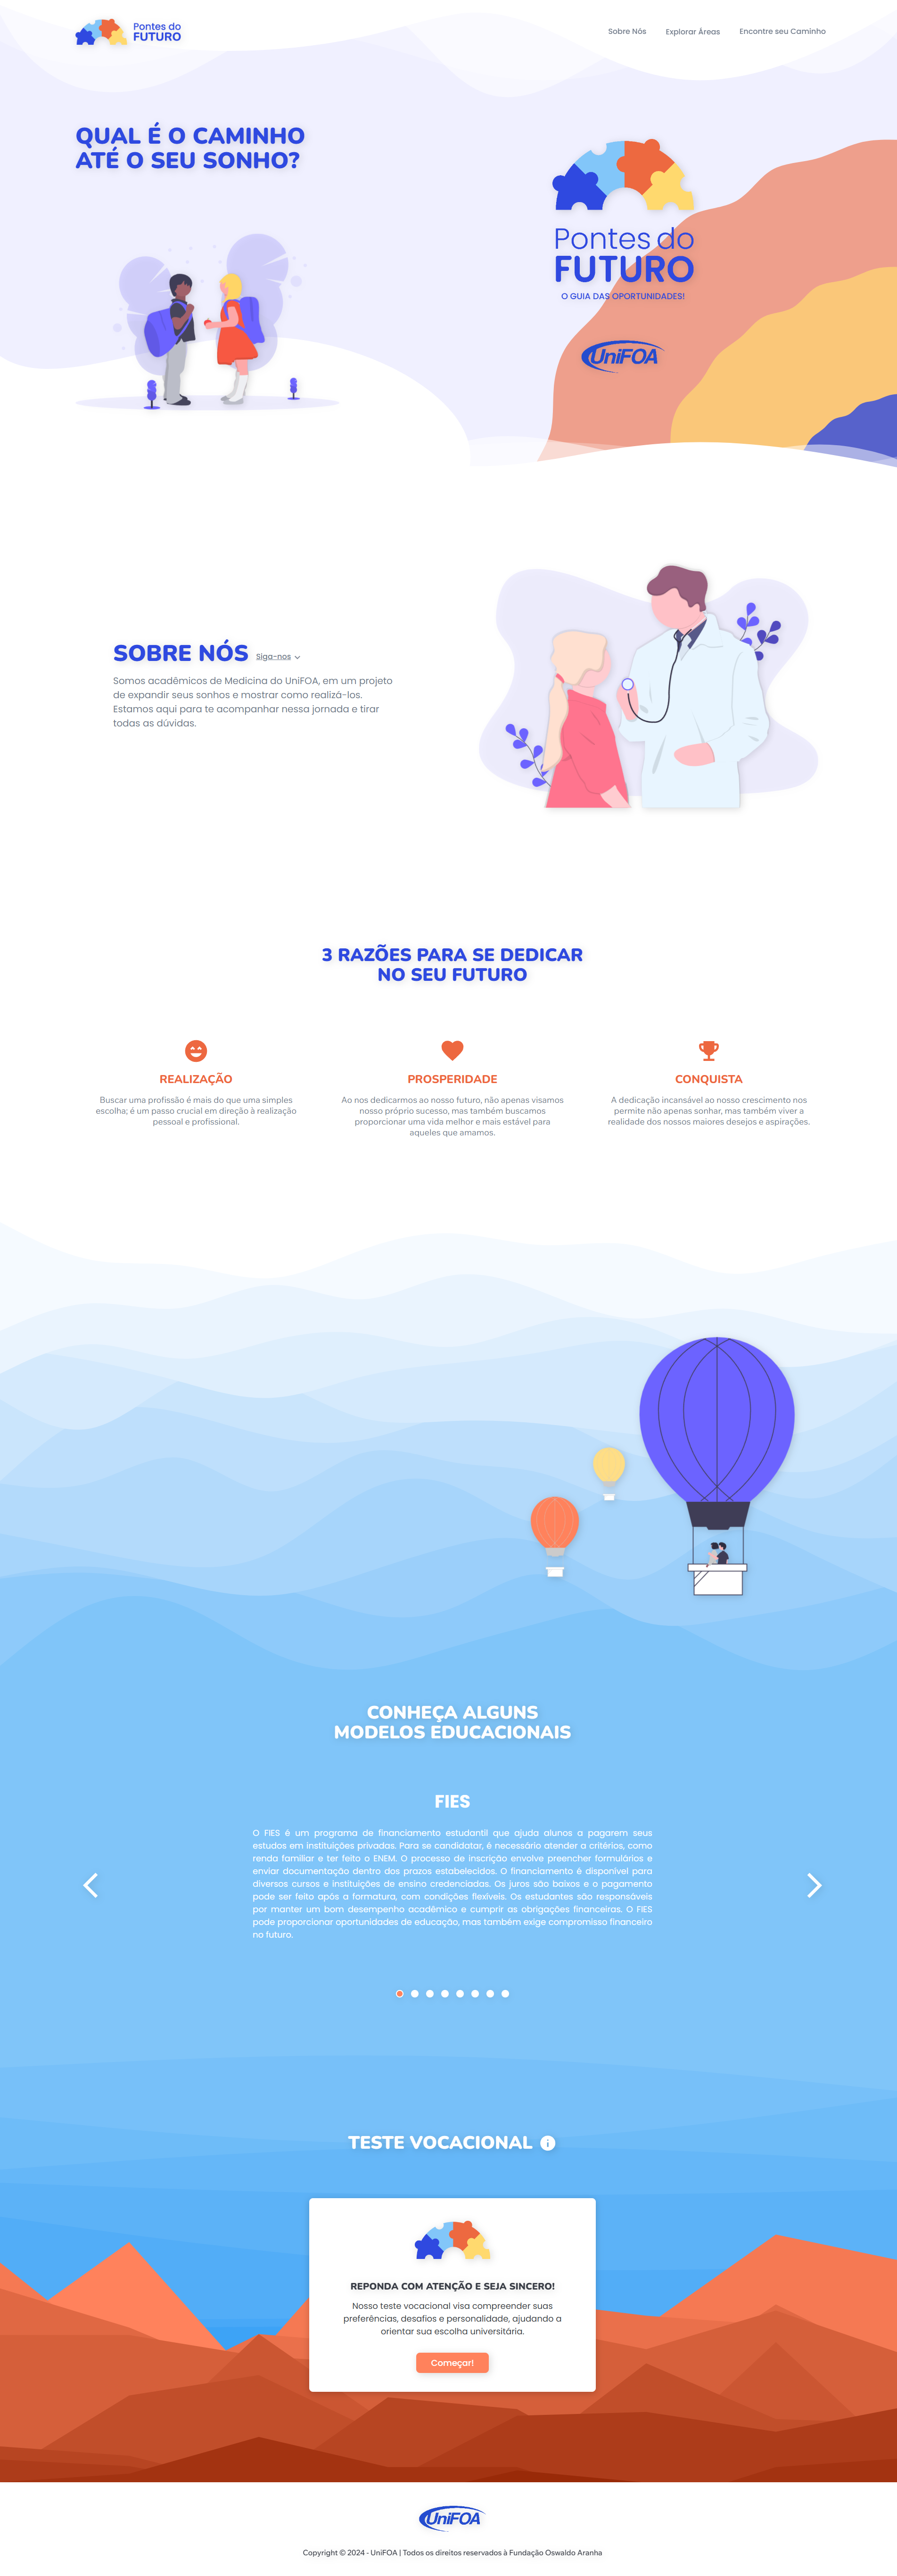 Pontes do
FUTURO
Sobre Nós
Explorar Áreas
Encontre seu Caminho
QUAL É O CAMINHO
ATÉ O SEU SONHO?
Pontes do
FUTURO
O GUIA DAS OPORTUNIDADES!
UniFOA
SOBRE NÓS Siga-nos
Somos acadêmicos de Medicina do UniFOA, em um projeto
de expandir seus sonhos e mostrar como realizá-los.
Estamos aqui para te acompanhar nessa jornada e tirar
todas as dúvidas.
3 RAZÕES PARA SE DEDICAR
NO SEU FUTURO
REALIZAÇÃO
Buscar uma profissão é mais do que uma simples
escolha; é um passo crucial em direção à realização
pessoal e profissional.
PROSPERIDADE
Ao nos dedicarmos ao nosso futuro, não apenas visamos
nosso próprio sucesso, mas também buscamos
proporcionar uma vida melhor e mais estável para
aqueles que amamos.
CONQUISTA
A dedicação incansável ao nosso crescimento nos
permite não apenas sonhar, mas também viver a
realidade dos nossos maiores desejos e aspirações.
CONHEÇA ALGUNS
MODELOS EDUCACIONAIS
FIES
O FIES é um programa de financiamento estudantil que ajuda alunos a pagarem seus
estudos em instituições privadas. Para se candidatar, é necessário atender a critérios, como
renda familiar e ter feito o ENEM. O processo de inscrição envolve preencher formulários e
enviar documentação dentro dos prazos estabelecidos. O financiamento é disponível para
diversos cursos e instituições de ensino credenciadas. Os juros são baixos e o pagamento
pode ser feito após a formatura, com condições flexíveis. Os estudantes são responsáveis
por manter um bom desempenho acadêmico e cumprir as obrigações financeiras. O FIES
pode proporcionar oportunidades de educação, mas também exige compromisso financeiro
no futuro.
TESTE VOCACIONAL
REPONDA COM ATENÇÃO E SEJA SINCERO!
Nosso teste vocacional visa compreender suas
preferências, desafios e personalidade, ajudando a
orientar sua escolha universitária.
Começar!
UniFOA
Copyright © 2024 - UniFOA | Todos os direitos reservados à Fundação Oswaldo Aranha